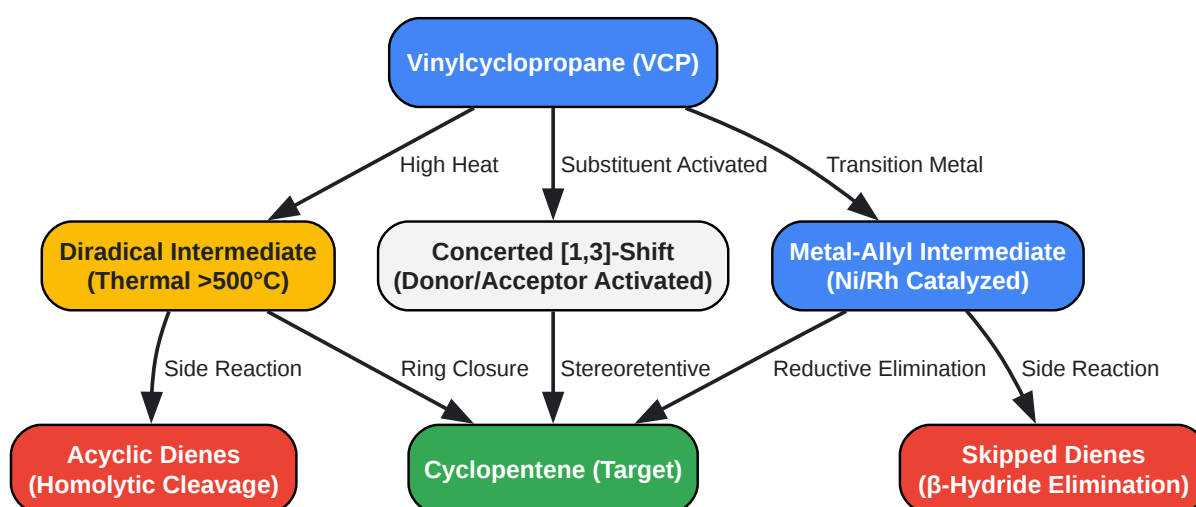 Vinylcyclopropane (VCP)
High Heat
Substituent Activated
Transition Metal
Diradical Intermediate
(Thermal >500°C)
Concerted [1,3]-Shift
(Donor/Acceptor Activated)
Metal-Allyl Intermediate
(Ni/Rh Catalyzed)
Side Reaction
Ring Closure
Stereoretentive
Reductive Elimination
Side Reaction
Acyclic Dienes
(Homolytic Cleavage)
Cyclopentene (Target)
Skipped Dienes
(β-Hydride Elimination)